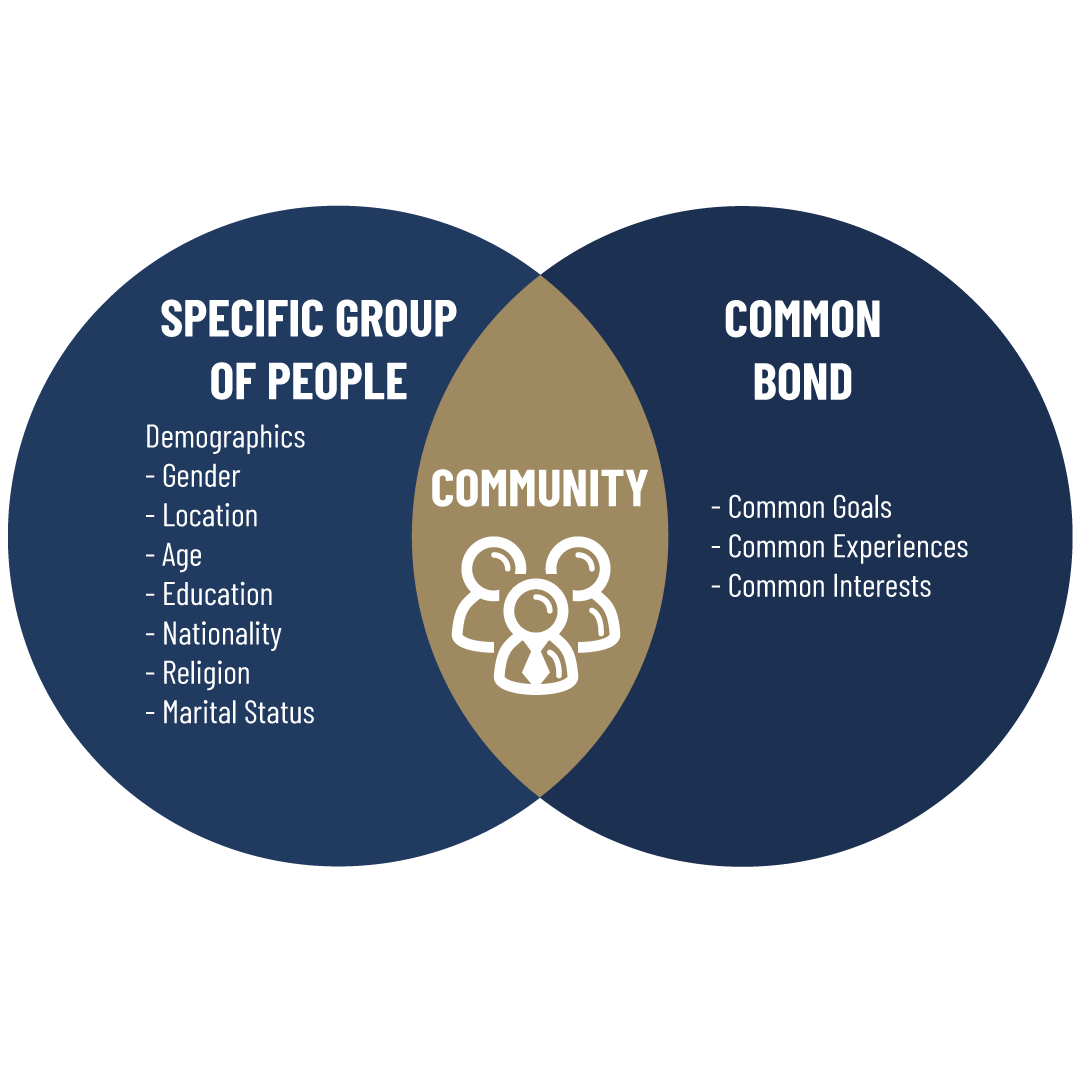 SPECIFIC GROUP
OF PEOPLE
Demographics
- Gender
- Location
- Age
- Education
- Nationality
- Religion
- Marital Status
COMMUNITY
COMMON
BOND
- Common Goals
- Common Experiences
- Common Interests